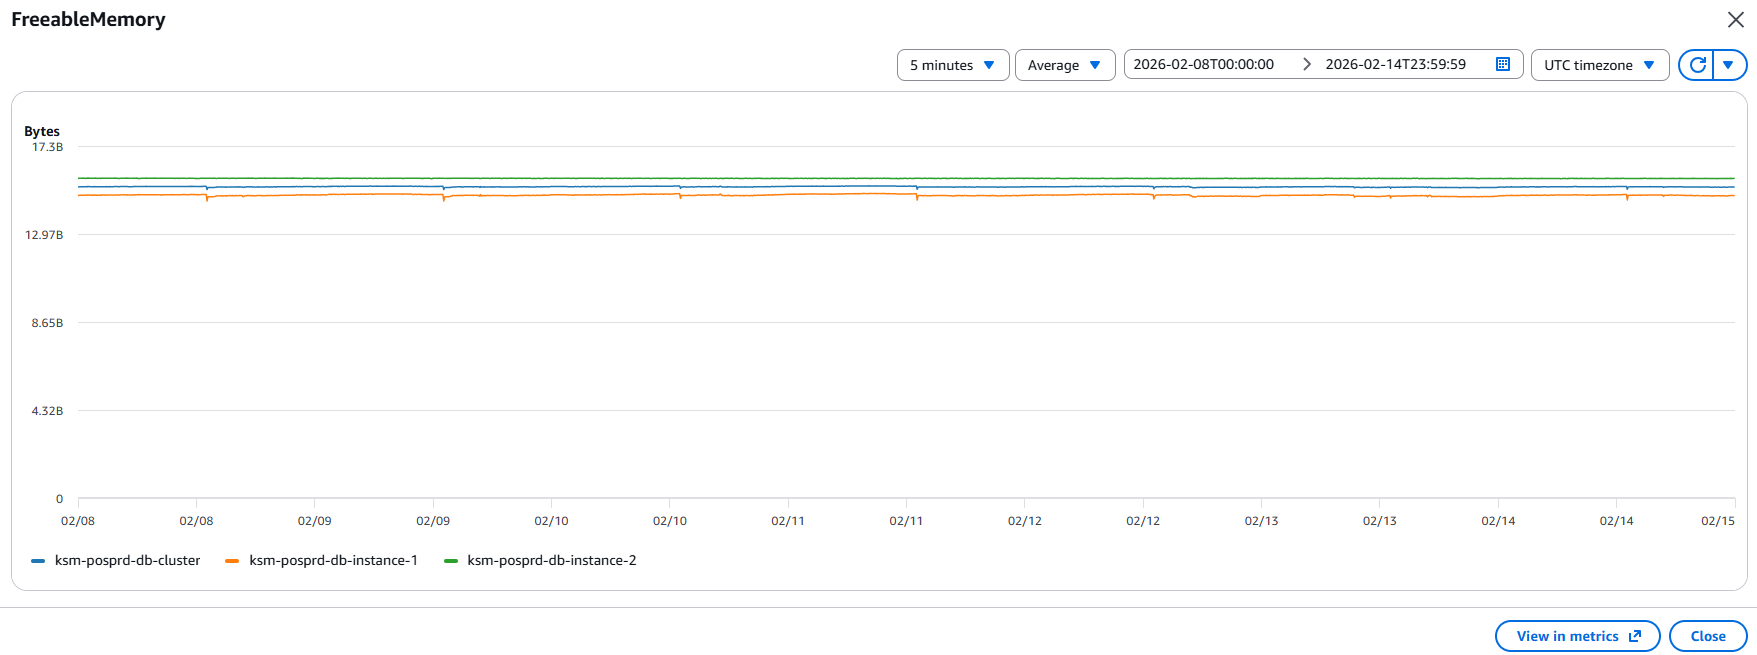 FreeableMemory
5 minutes Average 2026-02-08T00:00:00 2026-02-14T23:59:59 UTC timezone
Bytes
17.3B
12.97B
8.65B
4.32B
0
02/08 02/08 02/09 02/09 02/10 02/10 02/11 02/11 02/12 02/12 02/13 02/13 02/14 02/14 02/15
ksm-posprd-db-cluster ksm-posprd-db-instance-1 ksm-posprd-db-instance-2
View in metrics Close